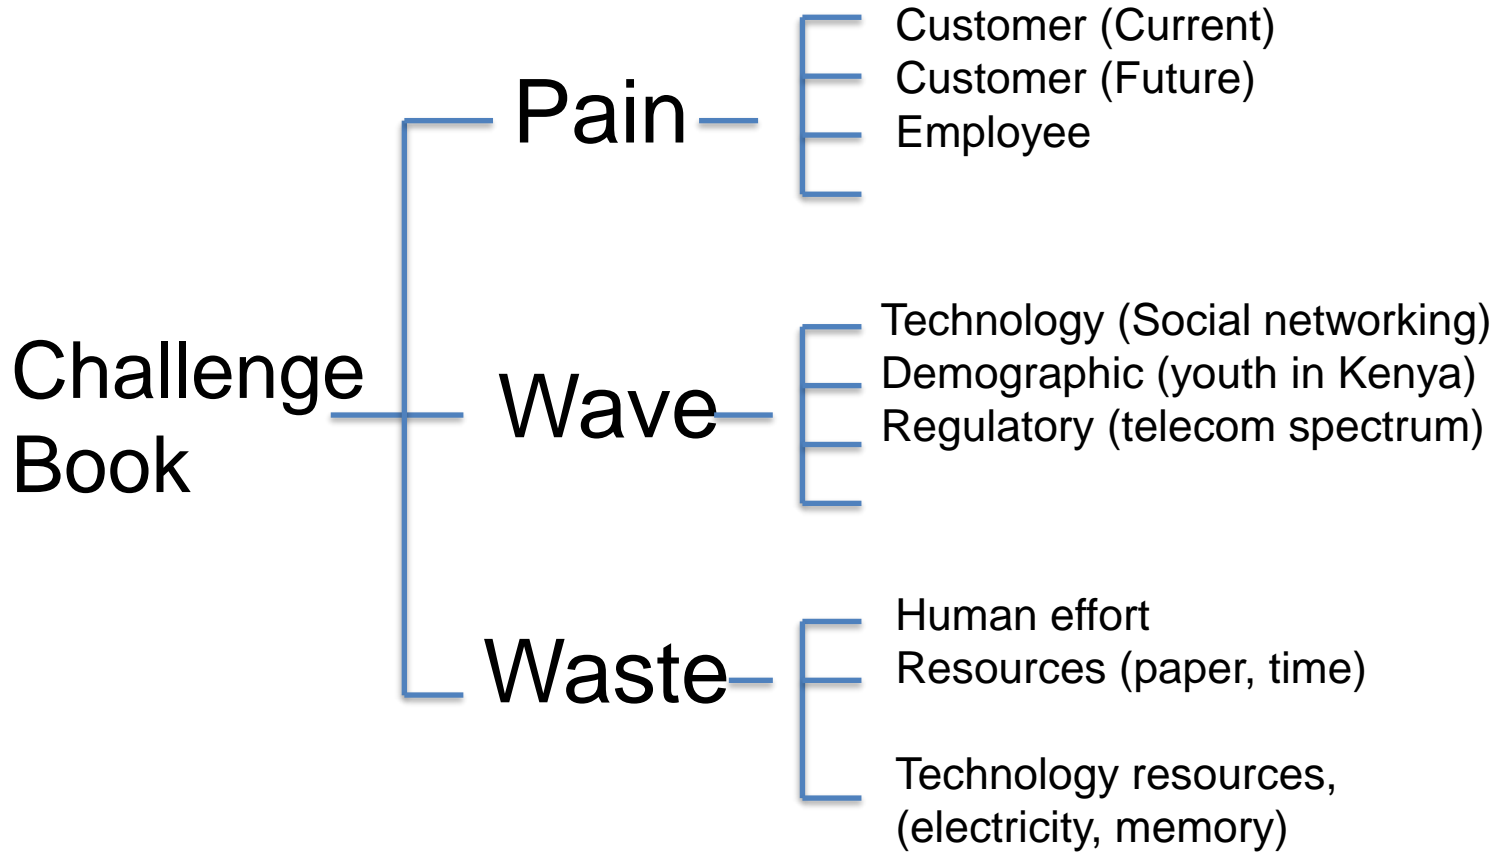 Challenge
Book
Pain
Customer (Current)
Customer (Future)
Employee
Wave
Technology (Social networking)
Demographic (youth in Kenya)
Regulatory (telecom spectrum)
Waste
Human effort
Resources (paper, time)
Technology resources,
(electricity, memory)